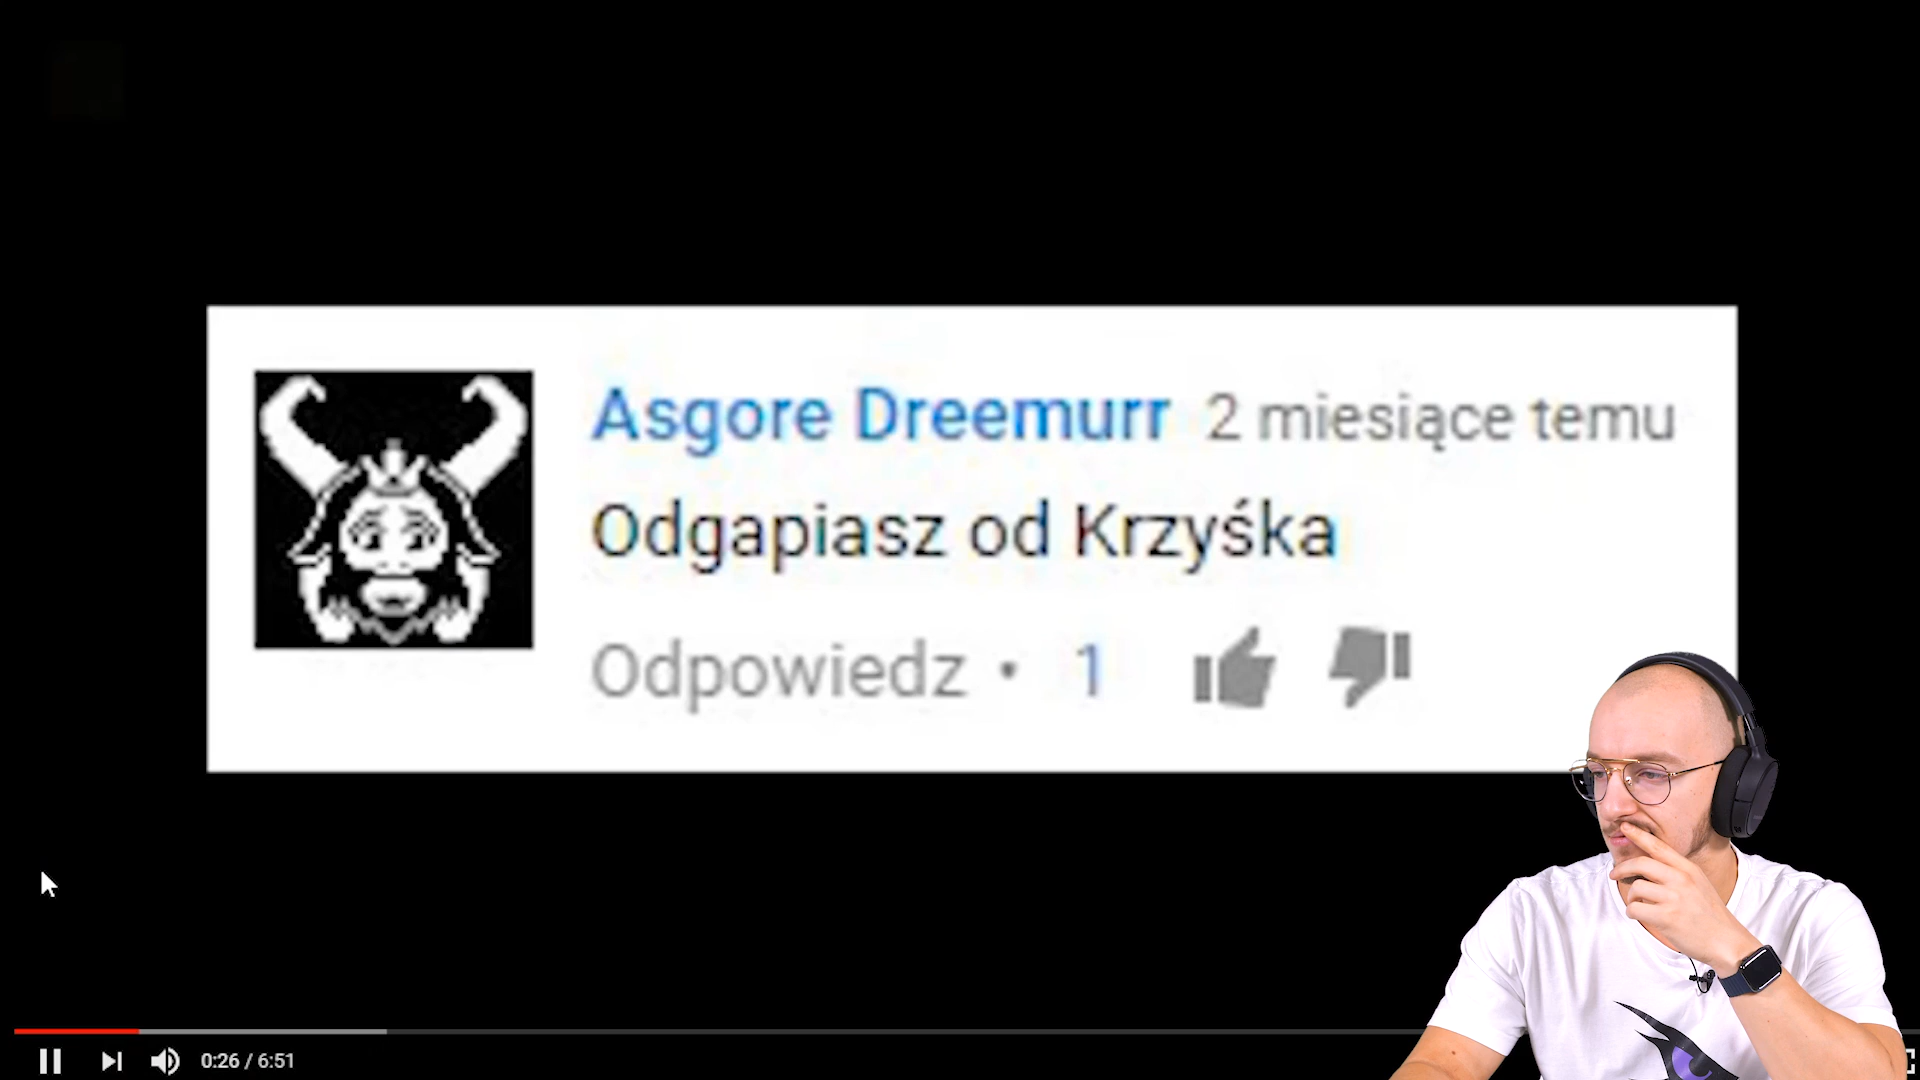 Asgore Dreemurr 2 miesiące temu
Odgapiasz od Krzyśka
Odpowiedz • 1
0:26 / 6:51